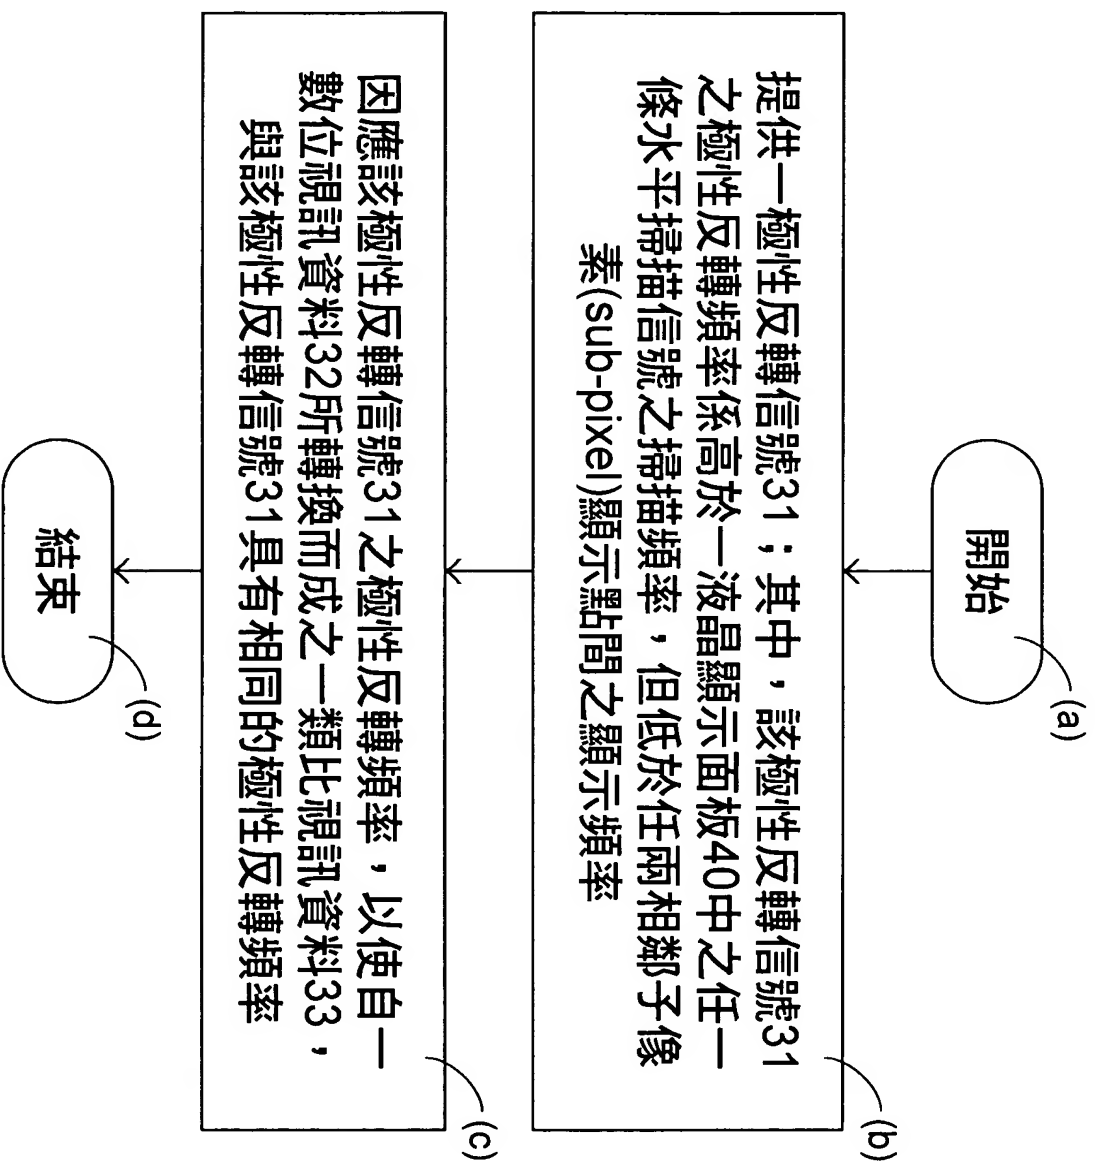 開始
(a)
提供一極性反轉信號31；其中，該極性反轉信號31
之極性反轉頻率係高於一液晶顯示面板40中之任一
條水平掃描信號之掃描頻率，但低於任兩相鄰子像
素(sub-pixel)顯示點間之顯示頻率
(b)
因應該極性反轉信號31之極性反轉頻率，以使自一
數位視訊資料32所轉換而成之一類比視訊資料33，
與該極性反轉信號31具有相同的極性反轉頻率
(c)
結束
(d)